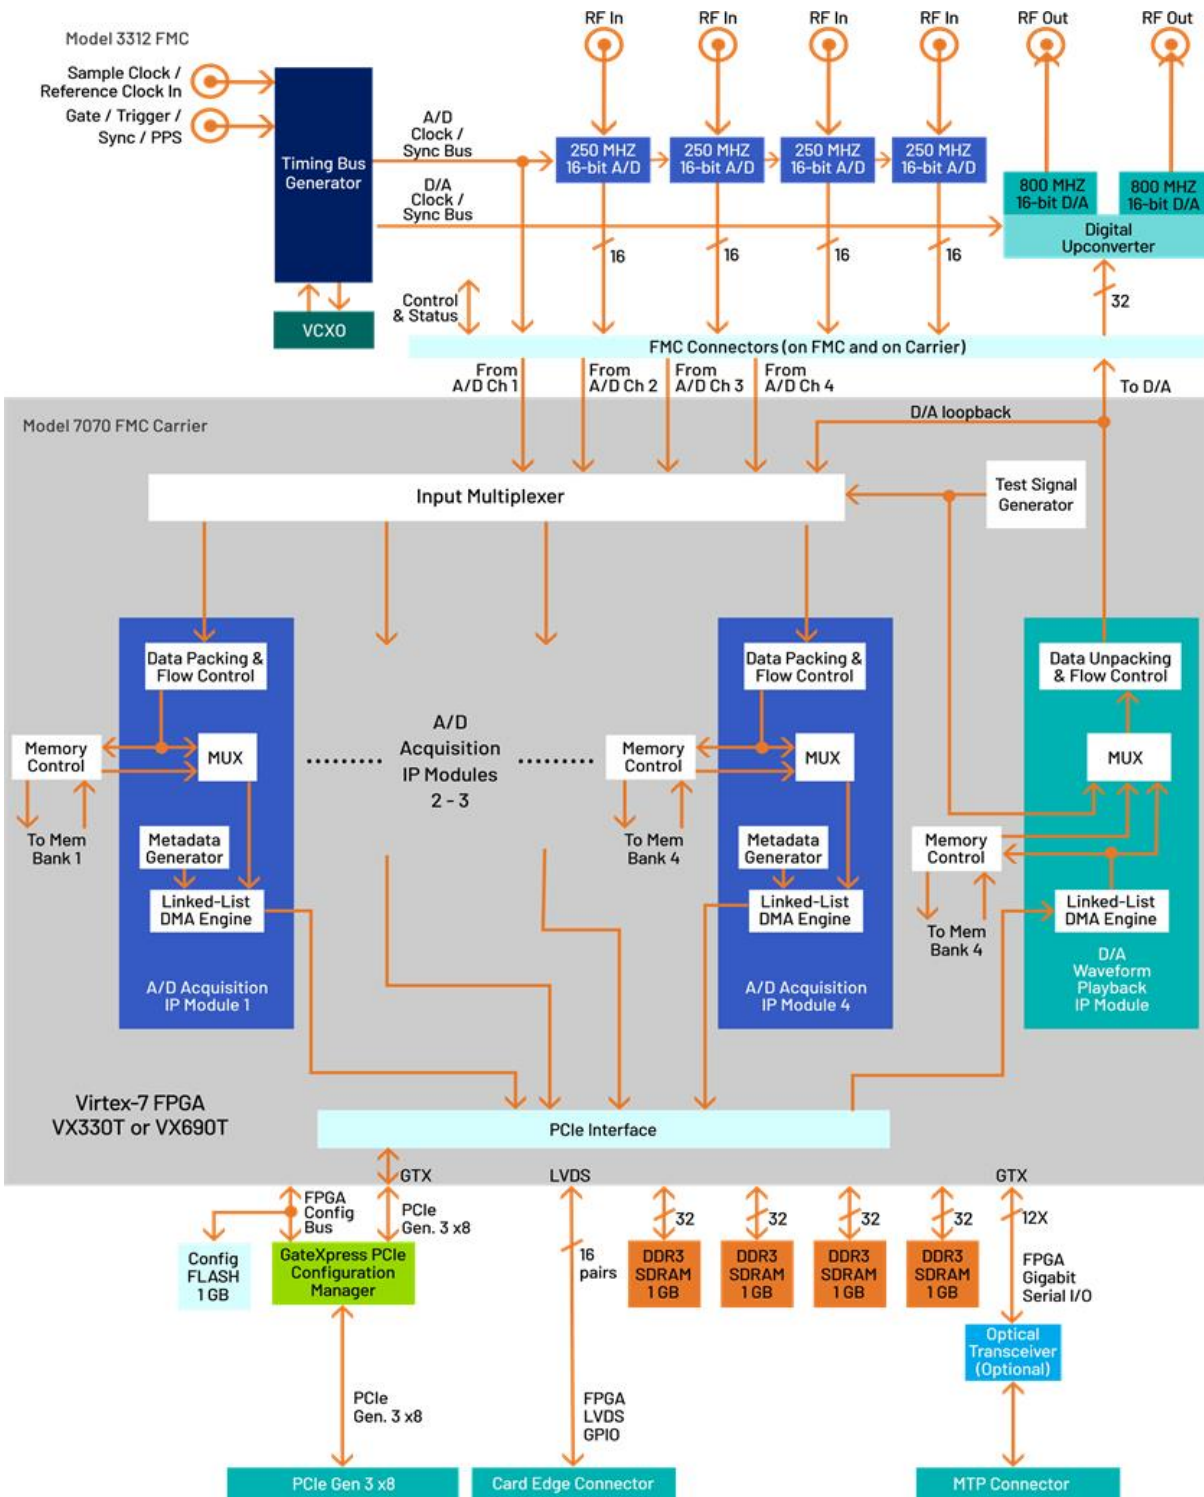 Model 3312 FMC
RF In
RF In
RF In
RF In
RF Out
RF Out
Sample Clock /
Reference Clock In
Gate / Trigger /
Sync / PPS
Timing Bus
Generator
A/D
Clock /
Sync Bus
D/A
Clock /
Sync Bus
250 MHZ
16-bit A/D
250 MHZ
16-bit A/D
250 MHZ
16-bit A/D
250 MHZ
16-bit A/D
800 MHZ
16-bit D/A
800 MHZ
16-bit D/A
Digital
Upconverter
16
16
16
16
32
VCXO
Control
& Status
FMC Connectors (on FMC and on Carrier)
From
A/D Ch 1
From
A/D Ch 2
From
A/D Ch 3
From
A/D Ch 4
To D/A
Model 7070 FMC Carrier
D/A loopback
Input Multiplexer
Test Signal
Generator
Data Packing &
Flow Control
Memory
Control
MUX
To Mem
Bank 1
Metadata
Generator
Linked-List
DMA Engine
A/D Acquisition
IP Module 1
A/D
Acquisition
IP Modules
2 - 3
Data Packing &
Flow Control
Memory
Control
MUX
To Mem
Bank 4
Metadata
Generator
Linked-List
DMA Engine
A/D Acquisition
IP Module 4
Data Unpacking
& Flow Control
MUX
Memory
Control
To Mem
Bank 4
Linked-List
DMA Engine
D/A
Waveform
Playback
IP Module
Virtex-7 FPGA
VX330T or VX690T
PCIe Interface
GTX
LVDS
GTX
FPGA
Config
Bus
PCIe
Gen. 3 x8
Config
FLASH
1 GB
GateXpress PCIe
Configuration
Manager
16
pairs
32
32
32
32
DDR3
SDRAM
1 GB
DDR3
SDRAM
1 GB
DDR3
SDRAM
1 GB
DDR3
SDRAM
1 GB
12X
FPGA
Gigabit
Serial I/O
Optical
Transceiver
(Optional)
PCIe
Gen. 3 x8
FPGA
LVDS
GPIO
PCIe Gen 3 x8
Card Edge Connector
MTP Connector